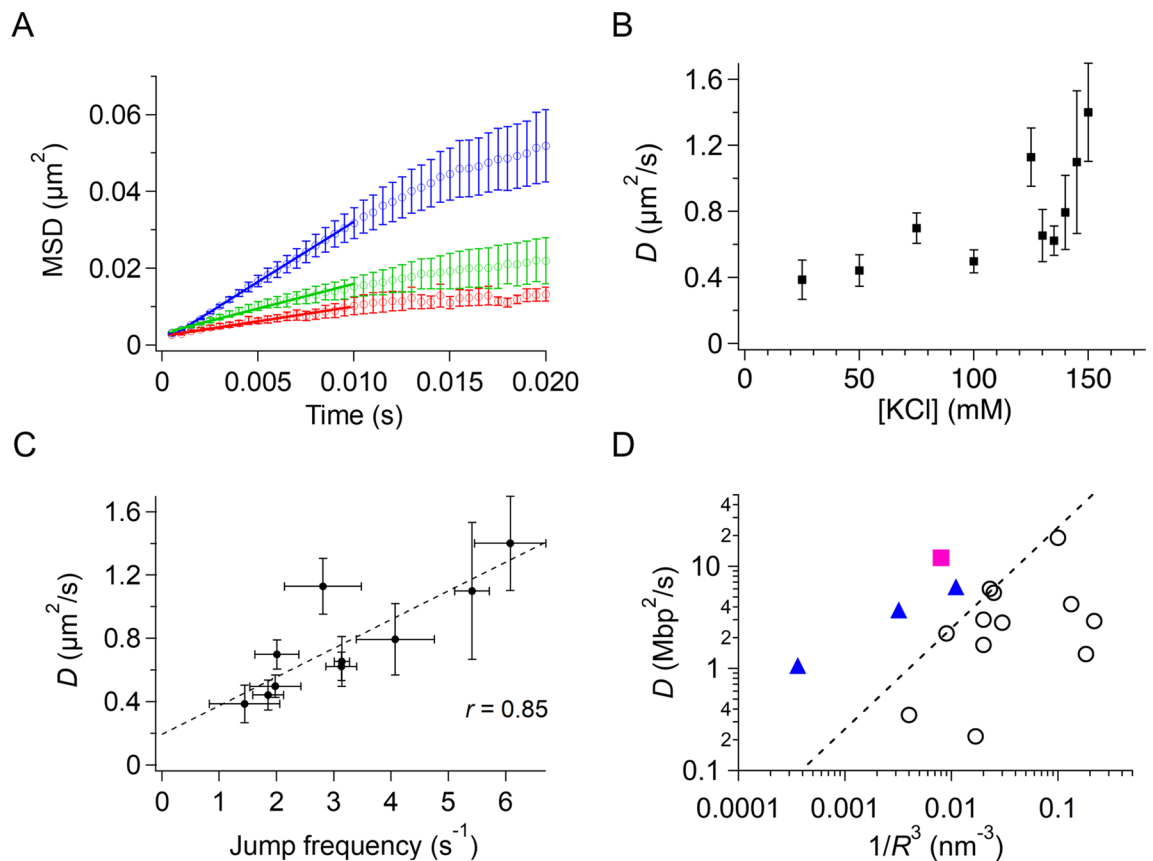 A
MSD (μm²)
0.06
0.04
0.02
0
0 0.005 0.010 0.015 0.020
Time (s)
B
D (μm²/s)
1.6
1.2
0.8
0.4
0
0 50 100 150
[KCl] (mM)
C
D (μm²/s)
1.6
1.2
0.8
0.4
0
r = 0.85
0 1 2 3 4 5 6
Jump frequency (s⁻¹)
D
D (Mbp²/s)
4
2
10
4
2
1
4
2
0.1
0.0001 0.001 0.01 0.1
1/R³ (nm⁻³)